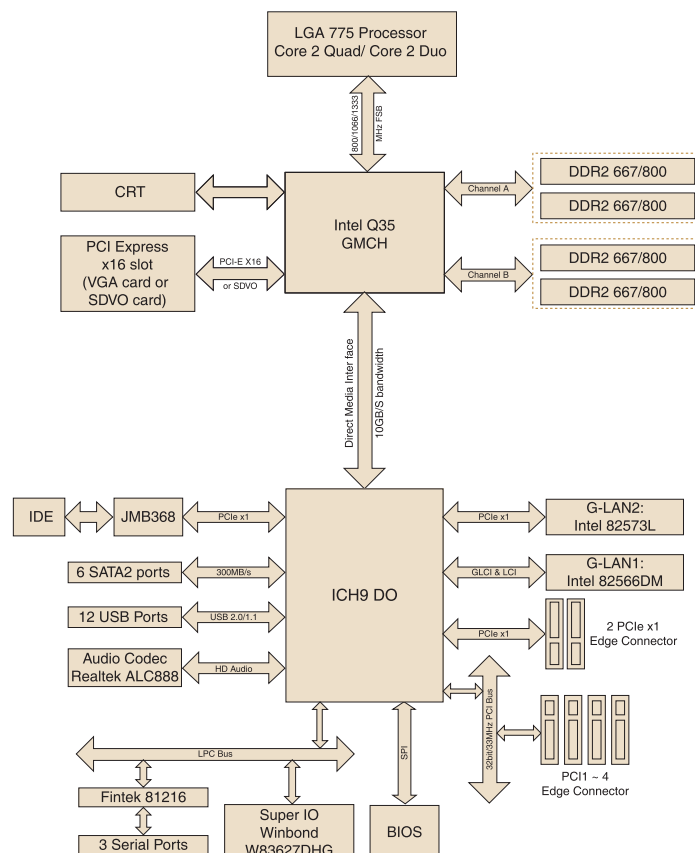 LGA 775 Processor
Core 2 Quad/ Core 2 Duo
800/1066/1333
MHz FSB
CRT
Intel Q35
GMCH
Channel A
DDR2 667/800
DDR2 667/800
PCI Express
x16 slot
(VGA card or
SDVO card)
PCI-E X16
or SDVO
Channel B
DDR2 667/800
DDR2 667/800
Direct Media Inter face
10GB/S bandwidth
IDE
JMB368
PCIe x1
ICH9 DO
PCIe x1
G-LAN2:
Intel 82573L
6 SATA2 ports
300MB/s
GLCI & LCI
G-LAN1:
Intel 82566DM
12 USB Ports
USB 2.0/1.1
PCIe x1
2 PCIe x1
Edge Connector
Audio Codec
Realtek ALC888
HD Audio
32bit/33MHz PCI Bus
LPC Bus
SPI
PCI1 ~ 4
Edge Connector
Fintek 81216
3 Serial Ports
Super IO
Winbond
W83627DHG
BIOS